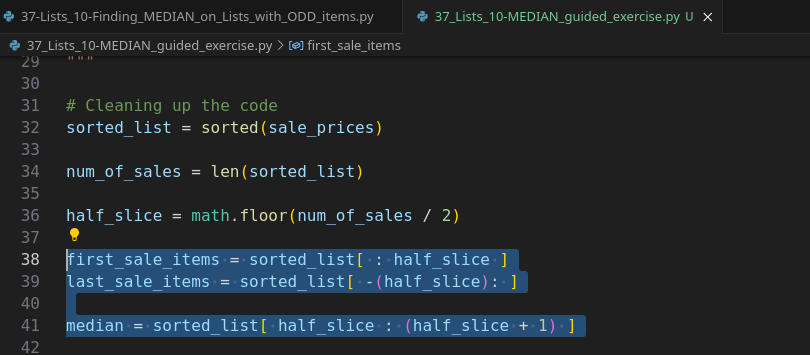 37-Lists_10-Finding_MEDIAN_on_Lists_with_ODD_items.py
37_Lists_10-MEDIAN_guided_exercise.py U ×
37_Lists_10-MEDIAN_guided_exercise.py > first_sale_items
29 """
30
31 # Cleaning up the code
32 sorted_list = sorted(sale_prices)
33
34 num_of_sales = len(sorted_list)
35
36 half_slice = math.floor(num_of_sales / 2)
37
38 first_sale_items = sorted_list[ : half_slice ]
39 last_sale_items = sorted_list[ -(half_slice): ]
40
41 median = sorted_list[ half_slice : (half_slice + 1) ]
42